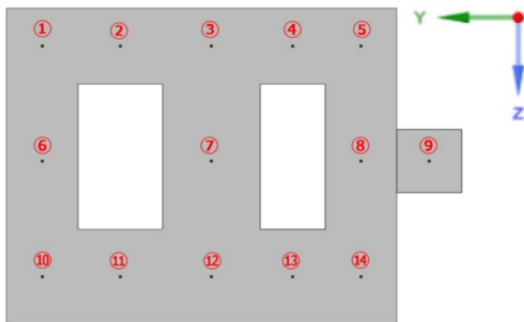 ① ② ③ ④ ⑤ Y
Z
⑥ ⑦ ⑧ ⑨
⑩ ⑪ ⑫ ⑬ ⑭